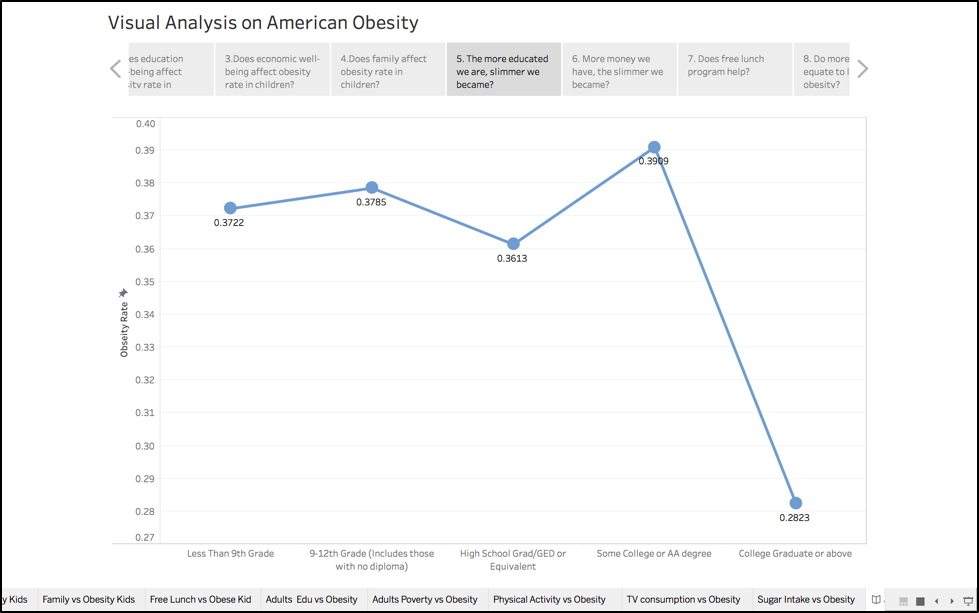 Visual Analysis on American Obesity
es education
being affect
ity rate in
3.Does economic well-
being affect obesity
rate in children?
4.Does family affect
obesity rate in
children?
5. The more educated
we are, slimmer we
became?
6. More money we
have, the slimmer we
became?
7. Does free lunch
program help?
8. Do more
equate to
obesity?
0.40
0.39
0.38
0.37
0.36
0.35
0.34
0.33
0.32
0.31
0.30
0.29
0.28
0.27
Obseity Rate
0.3722
0.3785
0.3613
0.3909
0.2823
Less Than 9th Grade
9-12th Grade (Includes those
with no diploma)
High School Grad/GED or
Equivalent
Some College or AA degree
College Graduate or above
y Kids
Family vs Obesity Kids
Free Lunch vs Obese Kid
Adults Edu vs Obesity
Adults Poverty vs Obesity
Physical Activity vs Obesity
TV consumption vs Obesity
Sugar Intake vs Obesity